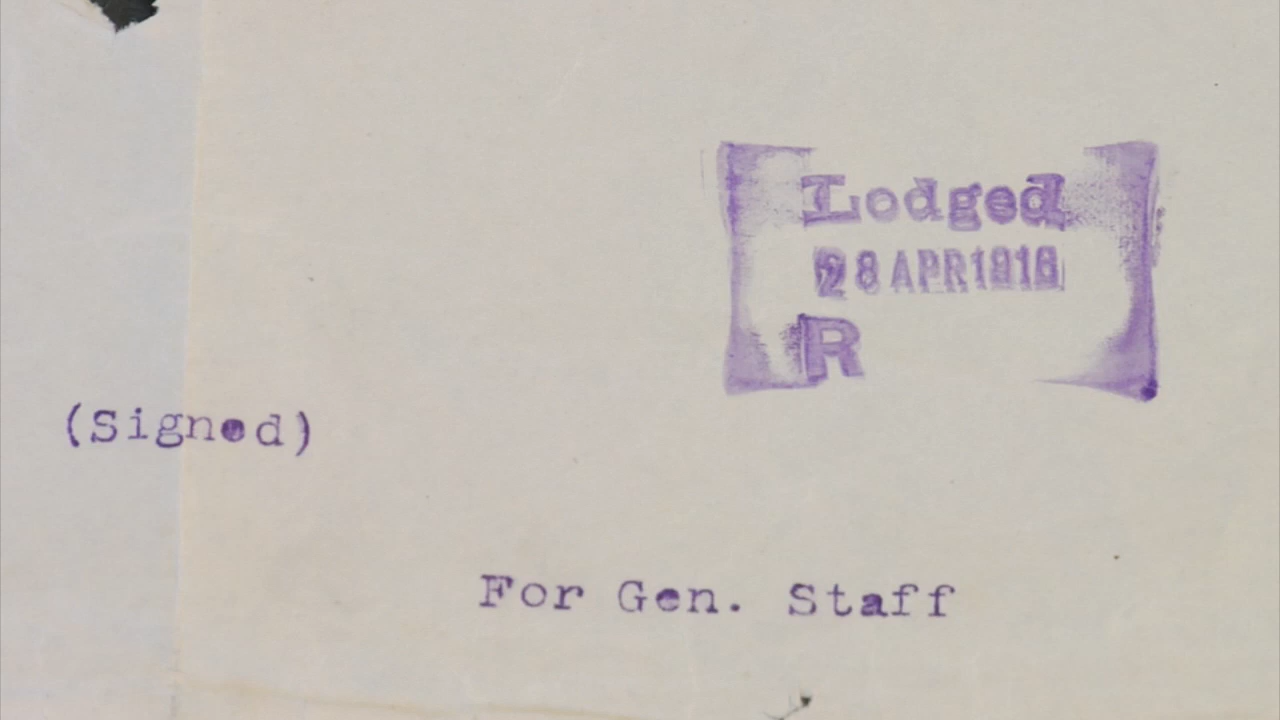 Lodged
28 APR 1916
R
(Signed)
For Gen. Staff